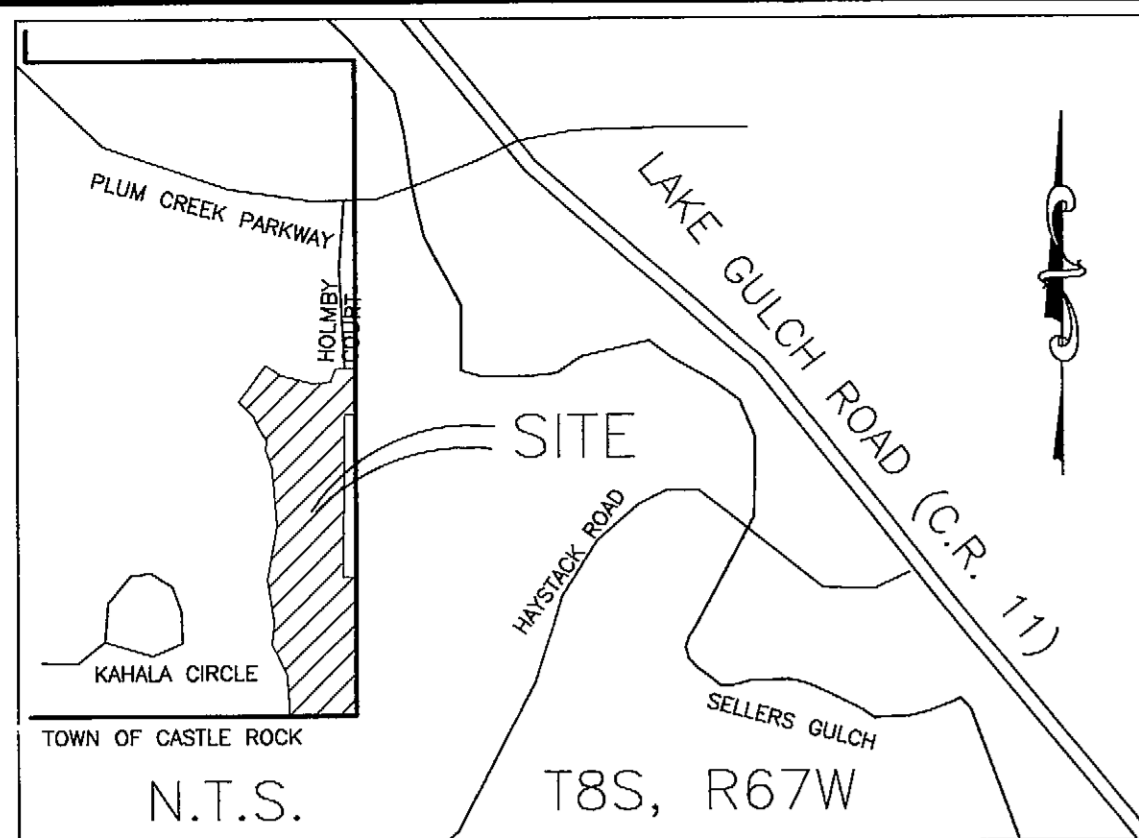 PLUM CREEK PARKWAY
LAKE GULCH ROAD (C.R. 11)
HOLMBY
COURT
SITE
HAYSTACK ROAD
KAHALA CIRCLE
SELLERS GULCH
TOWN OF CASTLE ROCK
N.T.S.
T8S, R67W